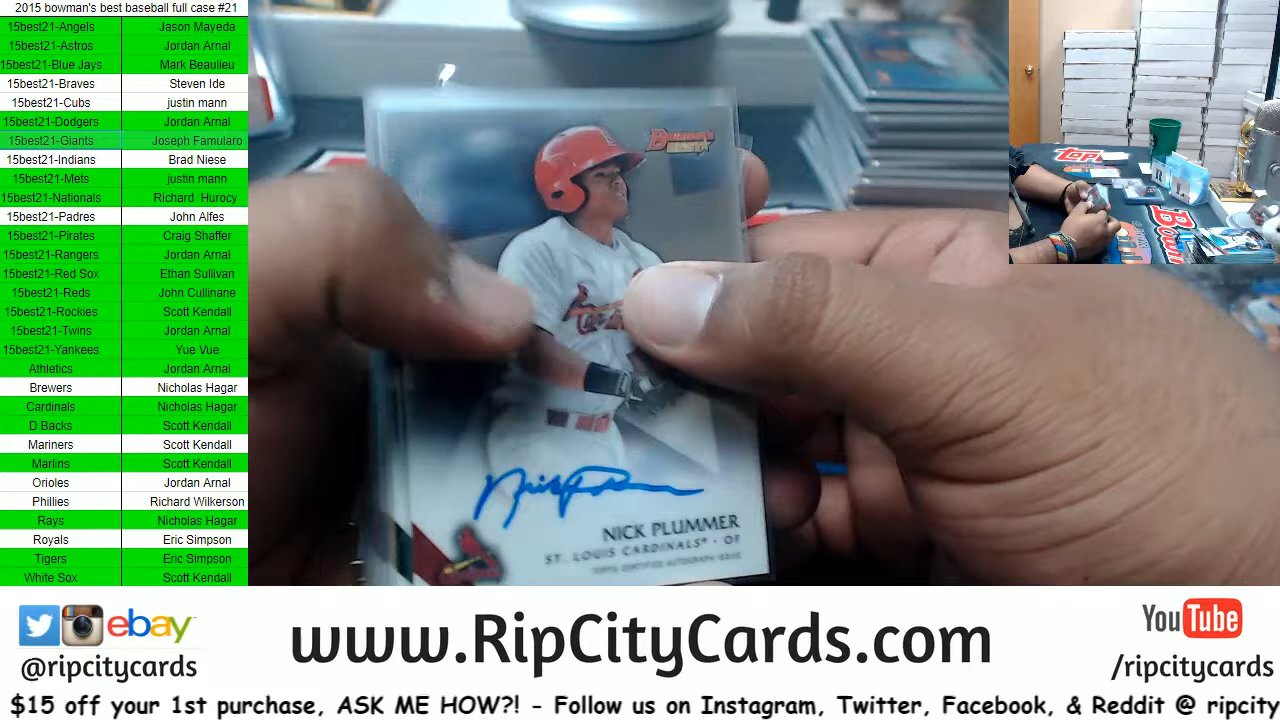 2015 bowman's best baseball full case #21
15best21-Angels Jason Mayeda
15best21-Astros Jordan Arnal
15best21-Blue Jays Mark Beaulieu
15best21-Braves Steven Ide
15best21-Cubs justin mann
15best21-Dodgers Jordan Arnal
15best21-Giants Joseph Famularo
15best21-Indians Brad Niese
15best21-Mets justin mann
15best21-Nationals Richard Hurocy
15best21-Padres John Alfes
15best21-Pirates Craig Shaffer
15best21-Rangers Jordan Arnal
15best21-Red Sox Ethan Sullivan
15best21-Reds John Cullinane
15best21-Rockies Scott Kendall
15best21-Twins Jordan Arnal
15best21-Yankees Yue Vue
Athletics Jordan Arnal
Brewers Nicholas Hagar
Cardinals Nicholas Hagar
D Backs Scott Kendall
Mariners Scott Kendall
Marlins Scott Kendall
Orioles Jordan Arnal
Phillies Richard Wilkerson
Rays Nicholas Hagar
Royals Eric Simpson
Tigers Eric Simpson
White Sox Scott Kendall
NICK PLUMMER
ST. LOUIS CARDINALS® • OF
TOPPS CERTIFIED AUTOGRAPH ISSUE
TOPPS
ebay
@ripcitycards
www.RipCityCards.com
YouTube
/ripcitycards
$15 off your 1st purchase, ASK ME HOW?! - Follow us on Instagram, Twitter, Facebook, & Reddit @ ripcity